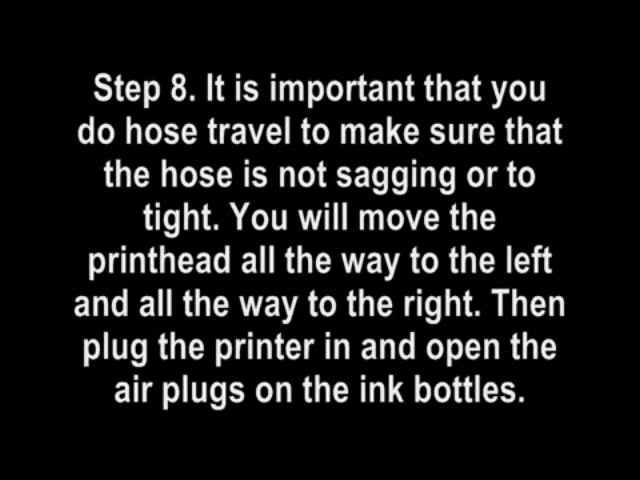 Step 8. It is important that you
do hose travel to make sure that
the hose is not sagging or to
tight. You will move the
printhead all the way to the left
and all the way to the right. Then
plug the printer in and open the
air plugs on the ink bottles.